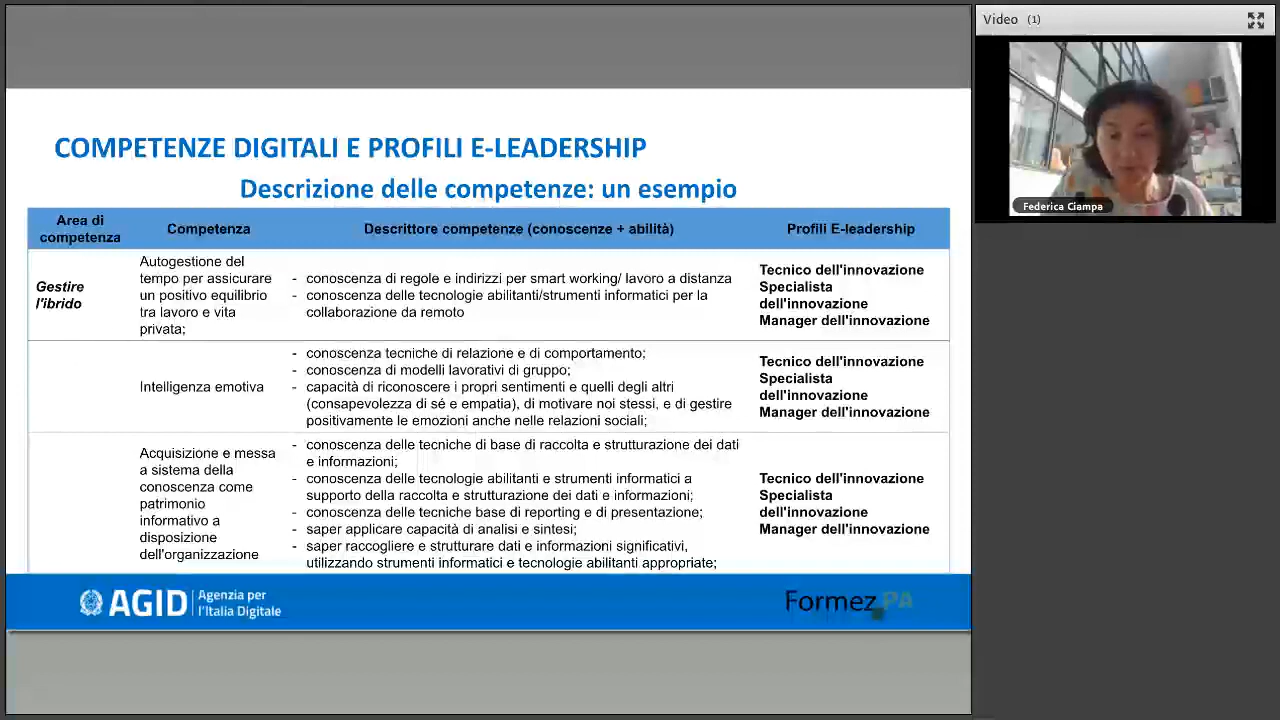 Video (1)
Federica Ciampa
COMPETENZE DIGITALI E PROFILI E-LEADERSHIP
Descrizione delle competenze: un esempio
Area di
competenza
Competenza
Descrittore competenze (conoscenze + abilità)
Profili E-leadership
Gestire
l'ibrido
Autogestione del
tempo per assicurare
un positivo equilibrio
tra lavoro e vita
privata;
- conoscenza di regole e indirizzi per smart working/ lavoro a distanza
- conoscenza delle tecnologie abilitanti/strumenti informatici per la
collaborazione da remoto
Tecnico dell'innovazione
Specialista
dell'innovazione
Manager dell'innovazione
Intelligenza emotiva
- conoscenza tecniche di relazione e di comportamento;
- conoscenza di modelli lavorativi di gruppo;
- capacità di riconoscere i propri sentimenti e quelli degli altri
(consapevolezza di sé e empatia), di motivare noi stessi, e di gestire
positivamente le emozioni anche nelle relazioni sociali;
Tecnico dell'innovazione
Specialista
dell'innovazione
Manager dell'innovazione
Acquisizione e messa
a sistema della
conoscenza come
patrimonio
informativo a
disposizione
dell'organizzazione
- conoscenza delle tecniche di base di raccolta e strutturazione dei dati
e informazioni;
- conoscenza delle tecnologie abilitanti e strumenti informatici a
supporto della raccolta e strutturazione dei dati e informazioni;
- conoscenza delle tecniche base di reporting e di presentazione;
- saper applicare capacità di analisi e sintesi;
- saper raccogliere e strutturare dati e informazioni significativi,
utilizzando strumenti informatici e tecnologie abilitanti appropriate;
Tecnico dell'innovazione
Specialista
dell'innovazione
Manager dell'innovazione
AGID
Agenzia per
l'Italia Digitale
Formez PA